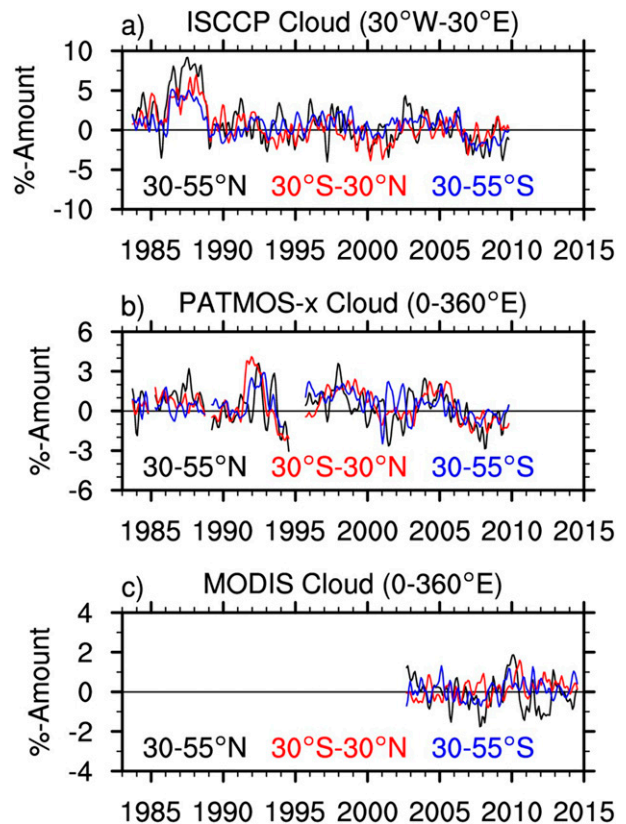 a) ISCCP Cloud (30°W-30°E)
10
5
0
-5
-10
%-Amount
30-55°N 30°S-30°N 30-55°S
1985 1990 1995 2000 2005 2010 2015
b) PATMOS-x Cloud (0-360°E)
6
3
0
-3
-6
%-Amount
30-55°N 30°S-30°N 30-55°S
1985 1990 1995 2000 2005 2010 2015
c) MODIS Cloud (0-360°E)
4
2
0
-2
-4
%-Amount
30-55°N 30°S-30°N 30-55°S
1985 1990 1995 2000 2005 2010 2015